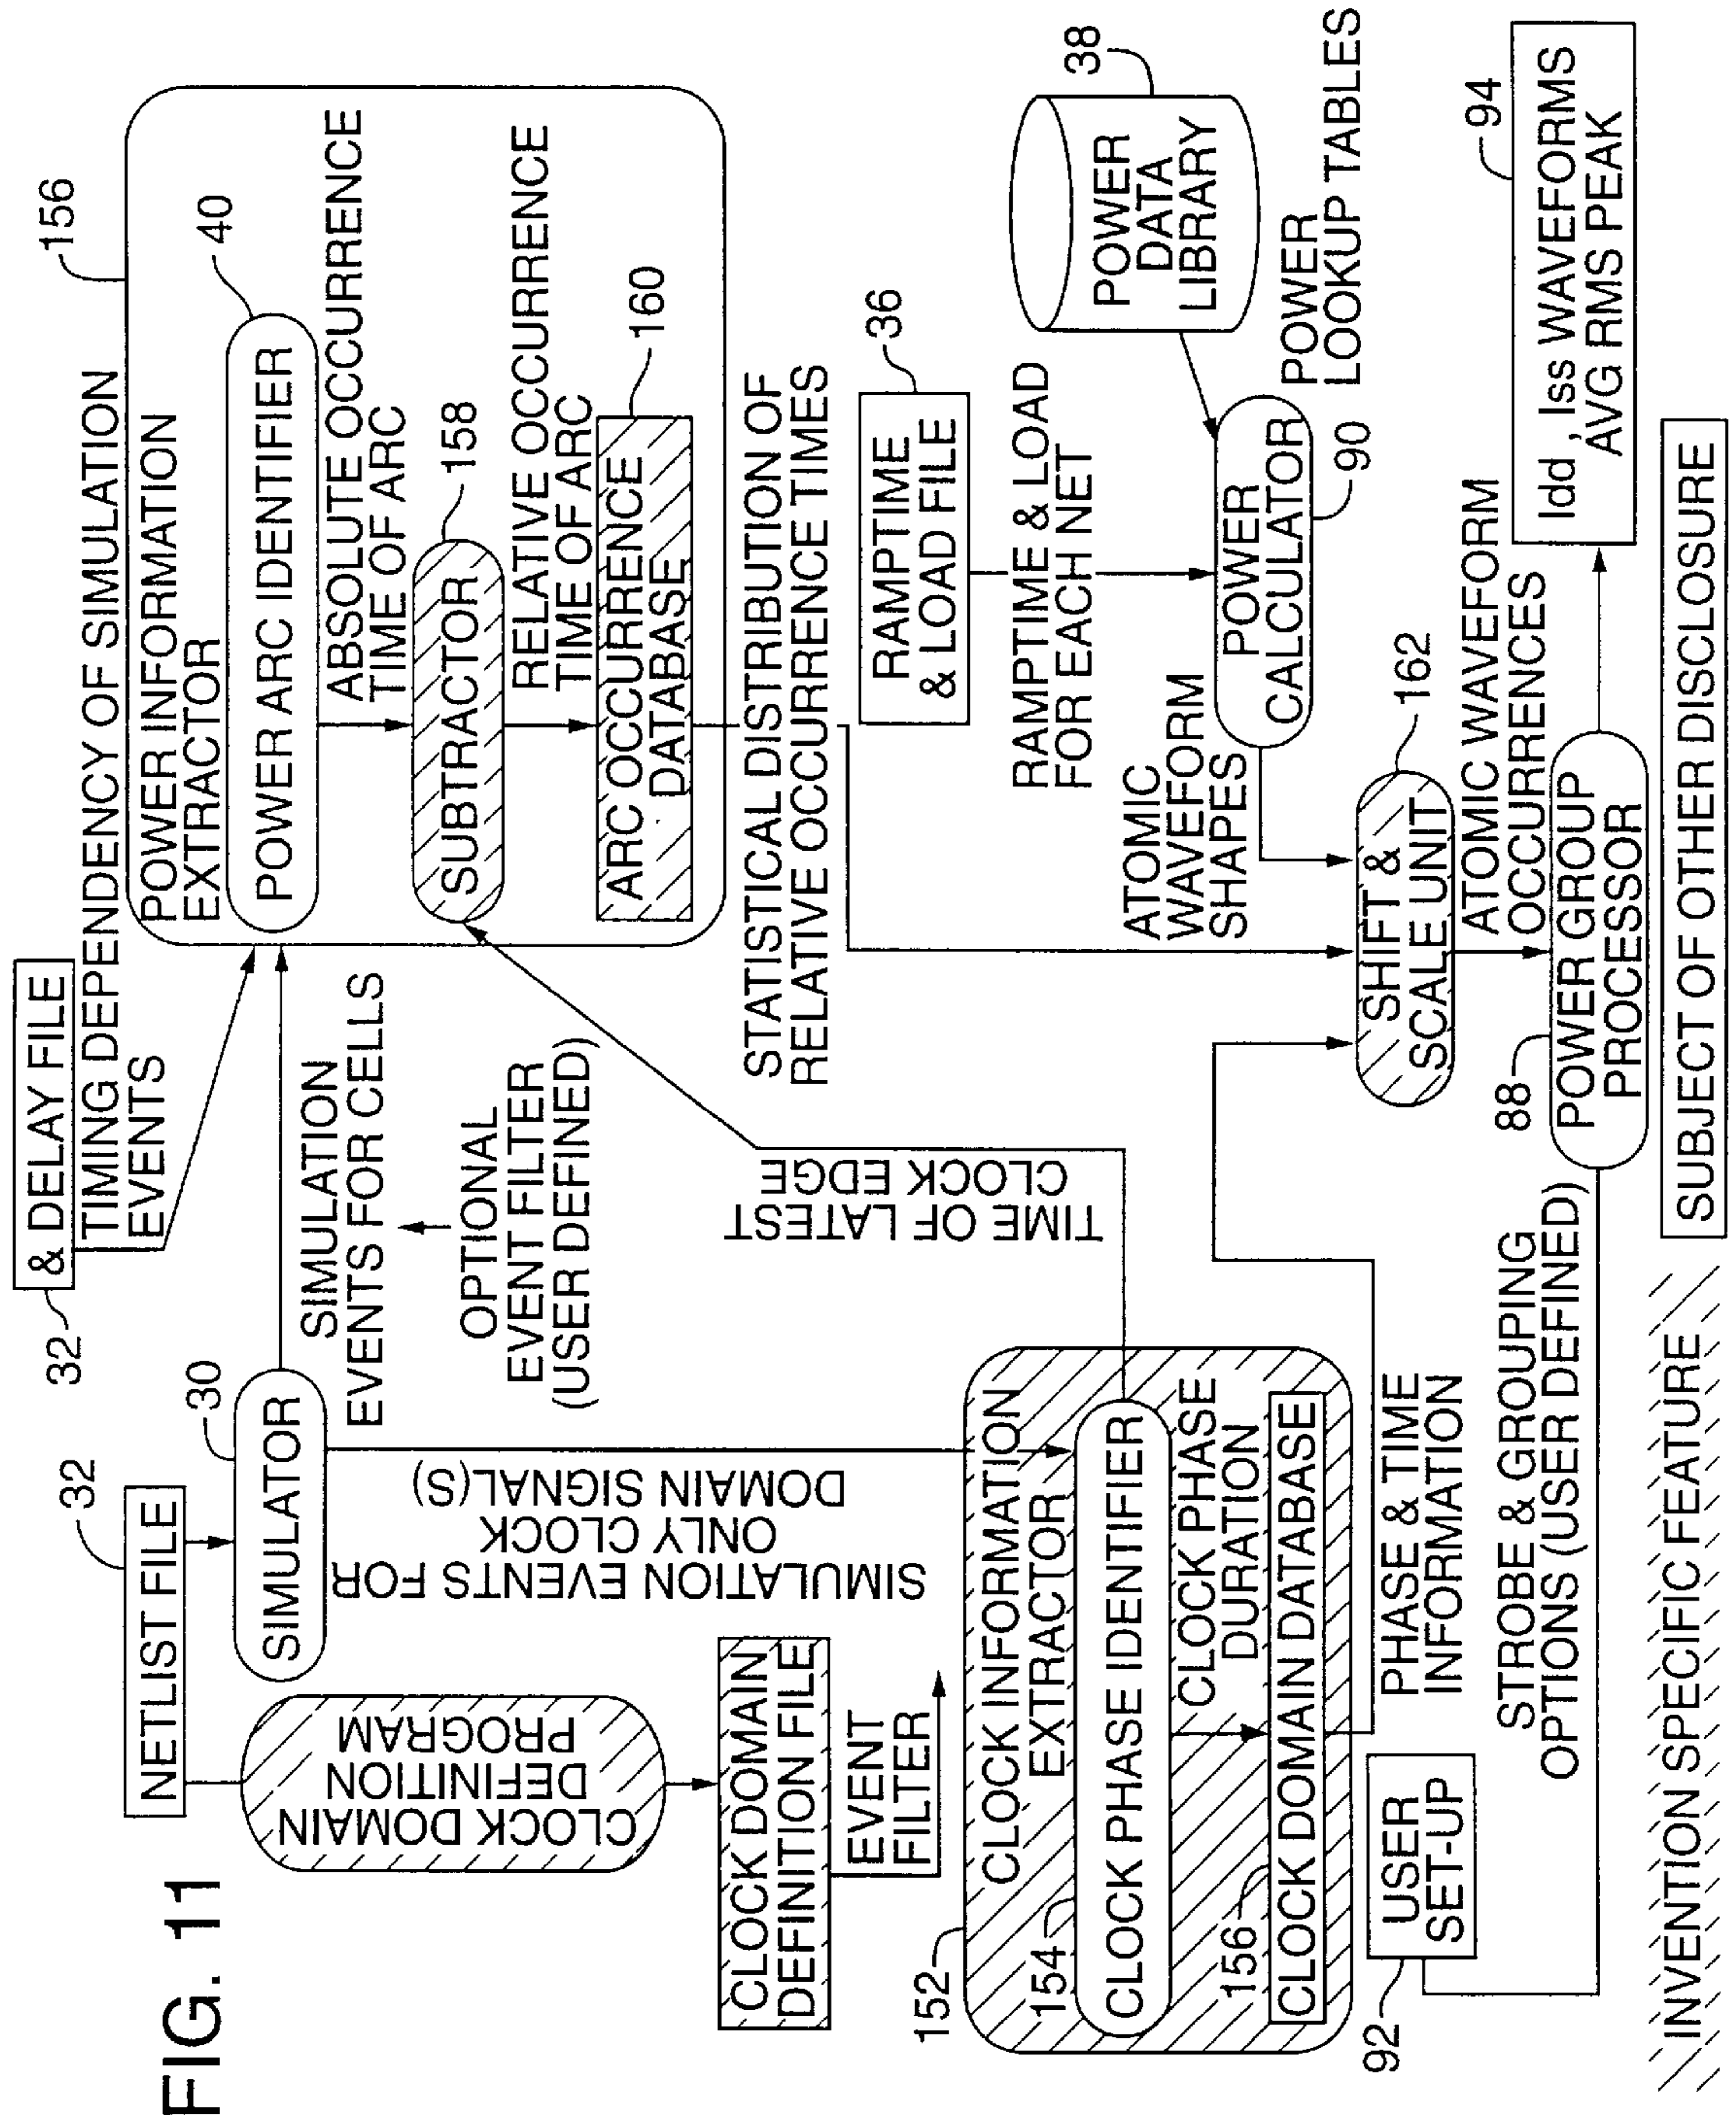 FIG. 11
32
NETLIST FILE
CLOCK DOMAIN
DEFINITION
PROGRAM
30
SIMULATOR
32
& DELAY FILE
TIMING DEPENDENCY OF SIMULATION
EVENTS
SIMULATION
EVENTS FOR CELLS
OPTIONAL
EVENT FILTER
(USER DEFINED)
156
POWER INFORMATION
EXTRACTOR
40
POWER ARC IDENTIFIER
ABSOLUTE OCCURRENCE
TIME OF ARC
158
SUBTRACTOR
RELATIVE OCCURRENCE
TIME OF ARC
160
ARC OCCURRENCE
DATABASE
SIMULATION EVENTS FOR
ONLY CLOCK
DOMAIN SIGNAL(S)
CLOCK DOMAIN
DEFINITION FILE
EVENT
FILTER
TIME OF LATEST
CLOCK EDGE
STATISTICAL DISTRIBUTION OF
RELATIVE OCCURRENCE TIMES
152
CLOCK INFORMATION
EXTRACTOR
154
CLOCK PHASE IDENTIFIER
CLOCK PHASE
DURATION
156
CLOCK DOMAIN DATABASE
36
RAMPTIME
& LOAD FILE
RAMPTIME & LOAD
FOR EACH NET
38
POWER
DATA
LIBRARY
POWER
LOOKUP TABLES
POWER
CALCULATOR
90
ATOMIC
WAVEFORM
SHAPES
PHASE & TIME
INFORMATION
162
SHIFT &
SCALE UNIT
ATOMIC WAVEFORM
OCCURRENCES
92
USER
SET-UP
STROBE & GROUPING
OPTIONS (USER DEFINED)
88
POWER GROUP
PROCESSOR
94
Idd , Iss WAVEFORMS
AVG RMS PEAK
INVENTION SPECIFIC FEATURE
SUBJECT OF OTHER DISCLOSURE